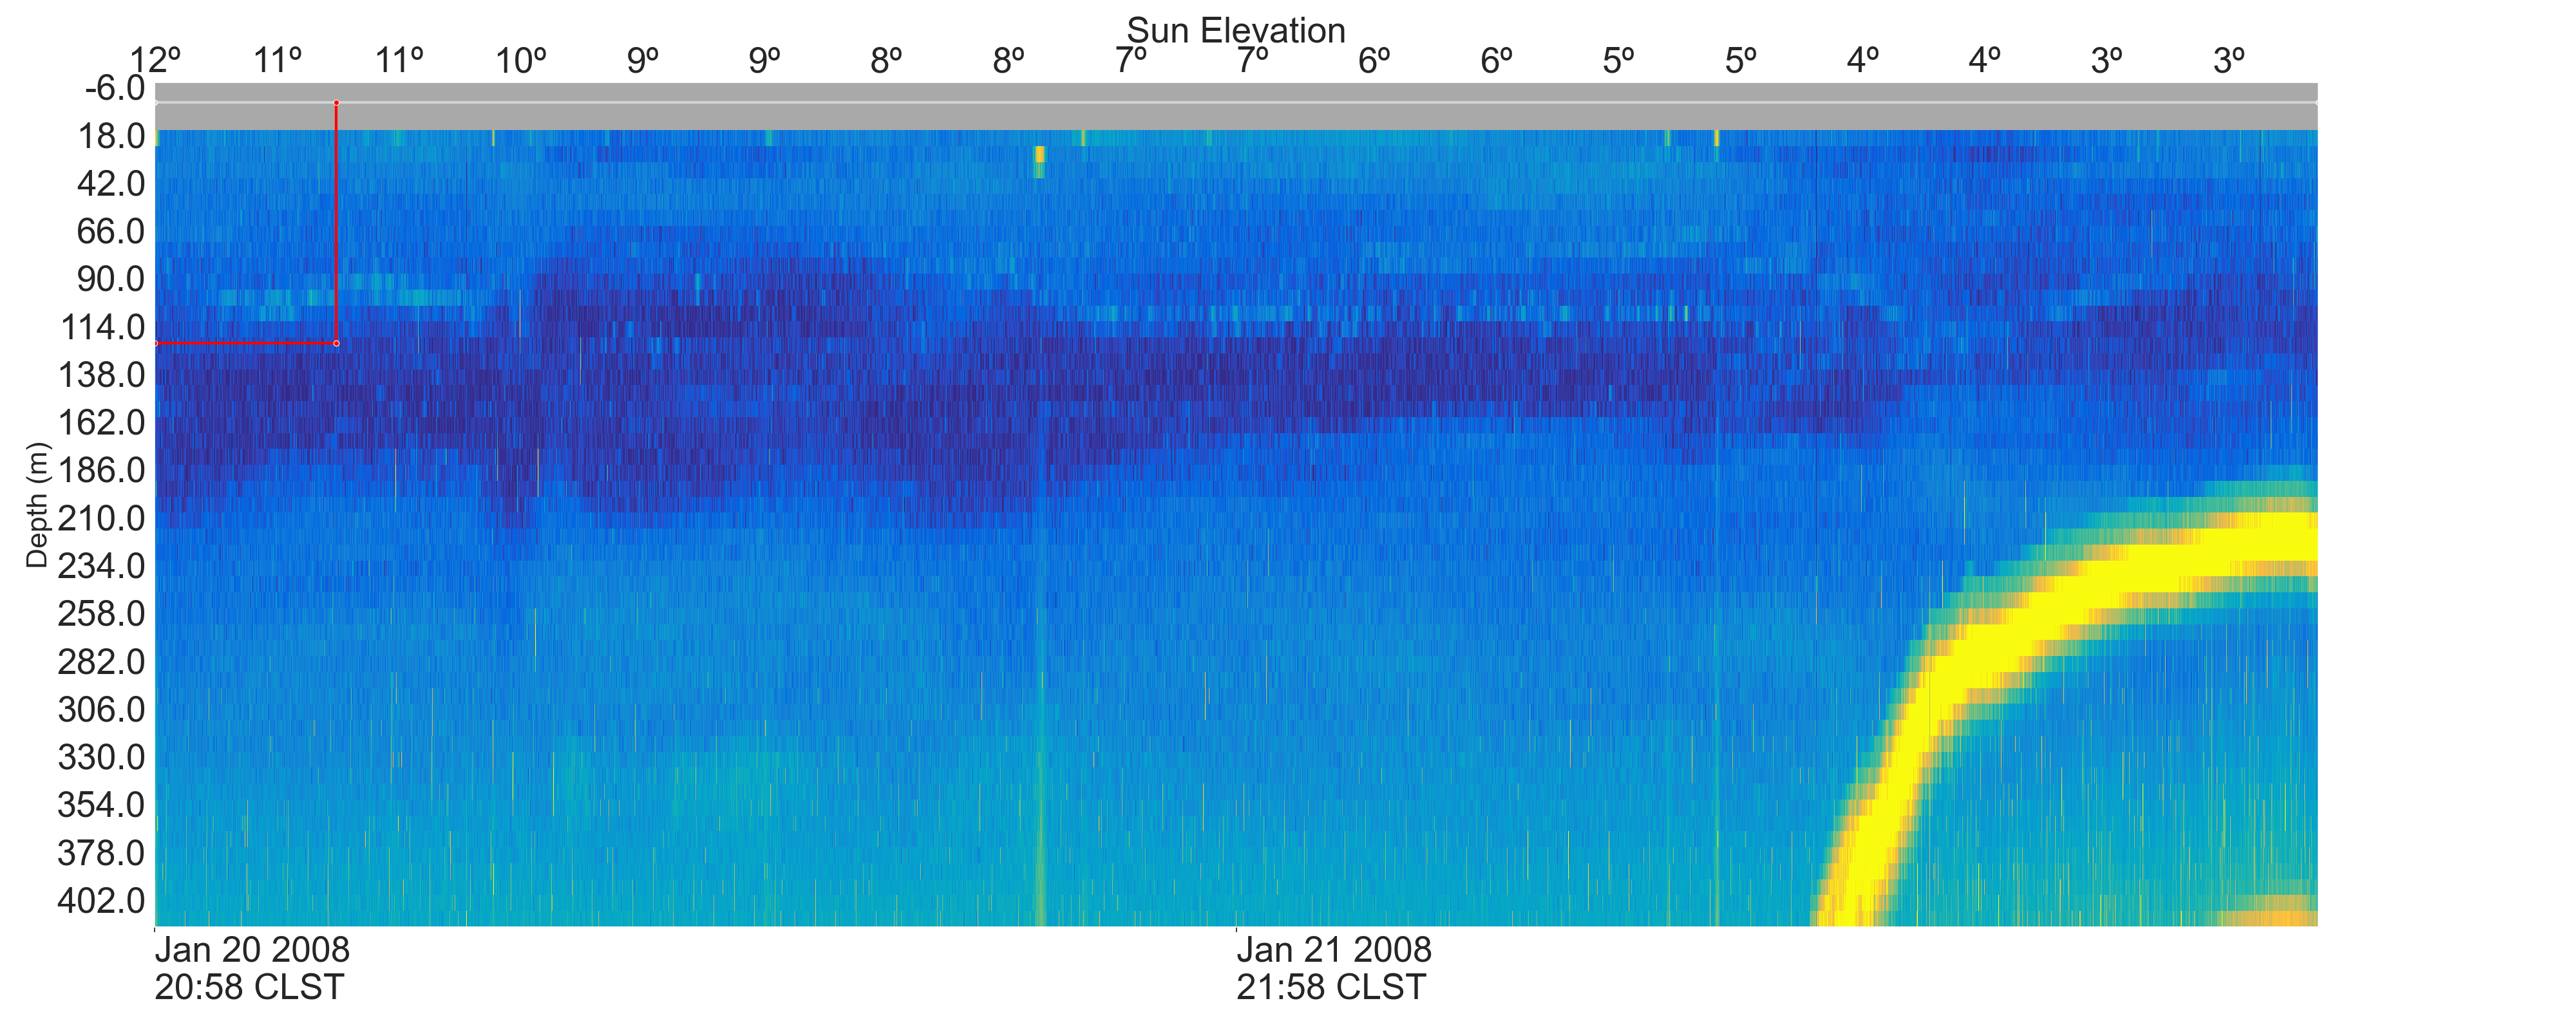 Sun Elevation
12º 11º 11º 10º 9º 9º 8º 8º 7º 7º 6º 6º 5º 5º 4º 4º 3º 3º
-6.0
18.0
42.0
66.0
90.0
114.0
138.0
162.0
186.0
210.0
234.0
258.0
282.0
306.0
330.0
354.0
378.0
402.0
Depth (m)
Jan 20 2008
20:58 CLST
Jan 21 2008
21:58 CLST